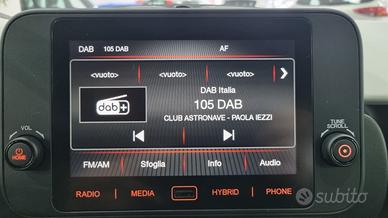 DAB 105 DAB AF
<vuoto> <vuoto> <vuoto>
DAB Italia
dab+
105 DAB
CLUB ASTRONAVE - PAOLA IEZZI
VOL
HOME
TUNE
SCROLL
FM/AM Sfoglia Info Audio
RADIO MEDIA HYBRID PHONE
subito